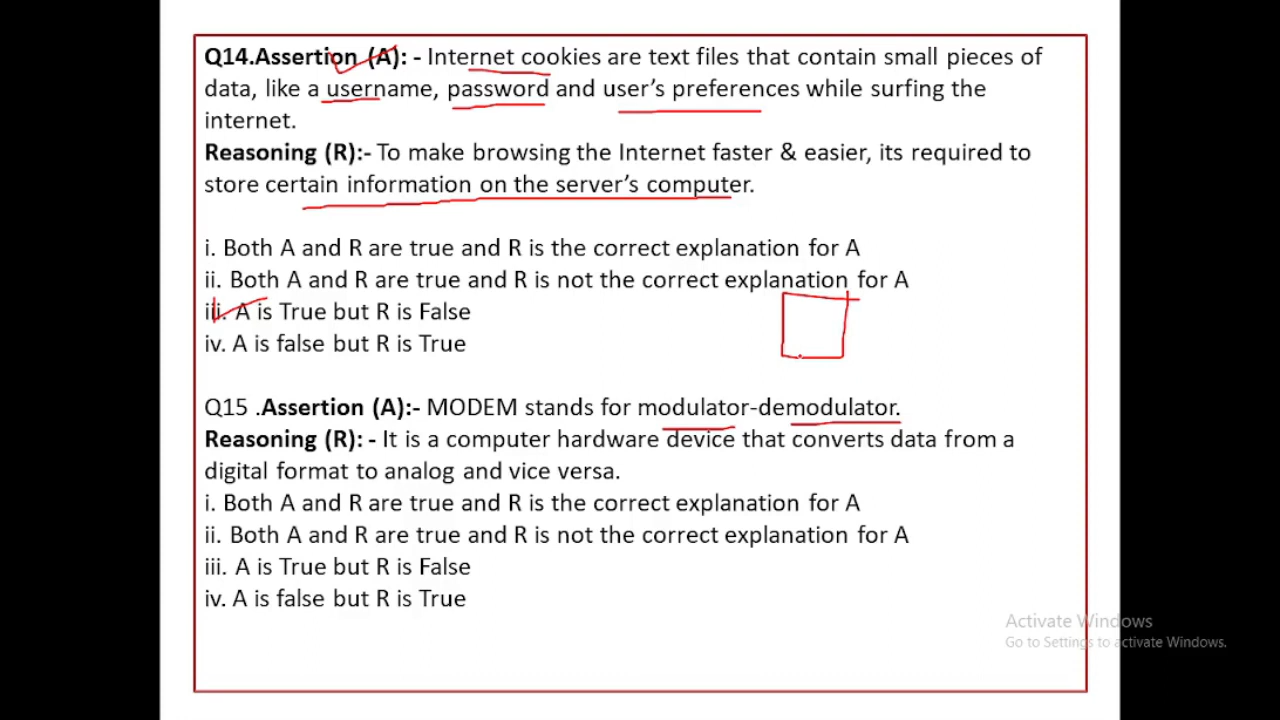 Q14.Assertion (A): - Internet cookies are text files that contain small pieces of
data, like a username, password and user’s preferences while surfing the
internet.
Reasoning (R):- To make browsing the Internet faster & easier, its required to
store certain information on the server’s computer.
i. Both A and R are true and R is the correct explanation for A
ii. Both A and R are true and R is not the correct explanation for A
iii. A is True but R is False
iv. A is false but R is True
Q15 .Assertion (A):- MODEM stands for modulator-demodulator.
Reasoning (R): - It is a computer hardware device that converts data from a
digital format to analog and vice versa.
i. Both A and R are true and R is the correct explanation for A
ii. Both A and R are true and R is not the correct explanation for A
iii. A is True but R is False
iv. A is false but R is True
Activate Windows
Go to Settings to activate Windows.